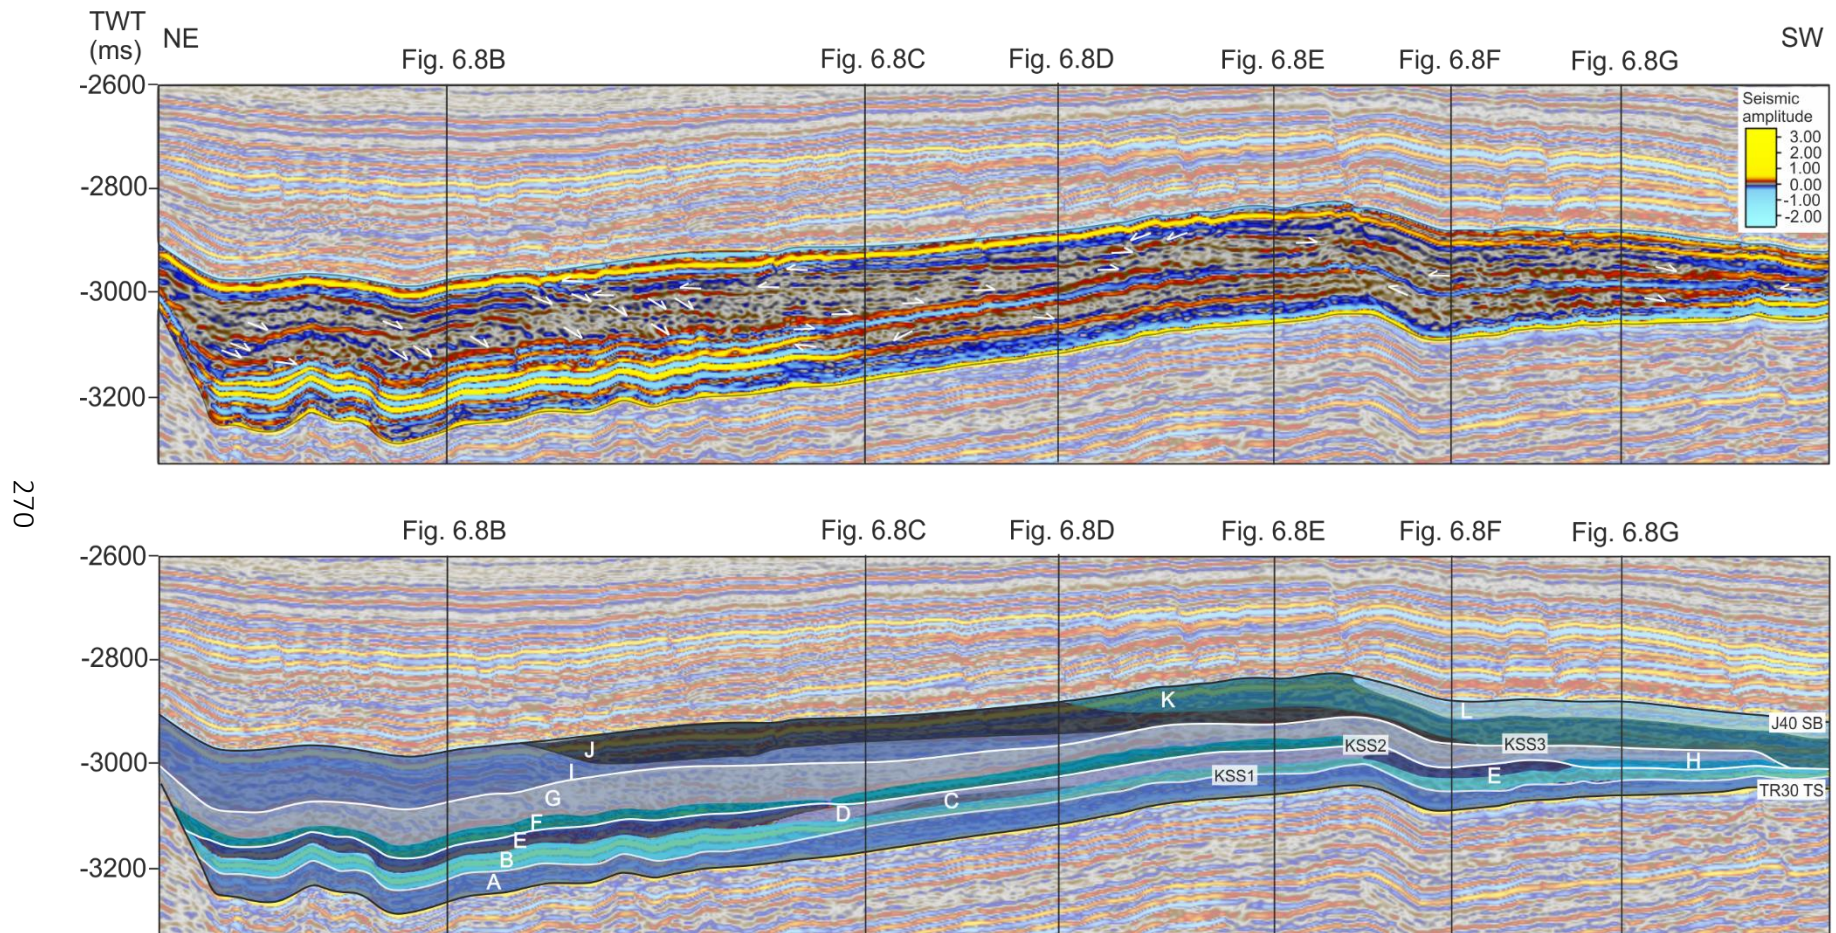 TWT
(ms)
NE
SW
Fig. 6.8B
Fig. 6.8C
Fig. 6.8D
Fig. 6.8E
Fig. 6.8F
Fig. 6.8G
-2600
-2800
-3000
-3200
Seismic
amplitude
3.00
2.00
1.00
0.00
-1.00
-2.00
270
Fig. 6.8B
Fig. 6.8C
Fig. 6.8D
Fig. 6.8E
Fig. 6.8F
Fig. 6.8G
-2600
-2800
-3000
-3200
K
L
J40 SB
J
KSS2
KSS3
H
I
KSS1
E
TR30 TS
G
C
D
F
E
B
A